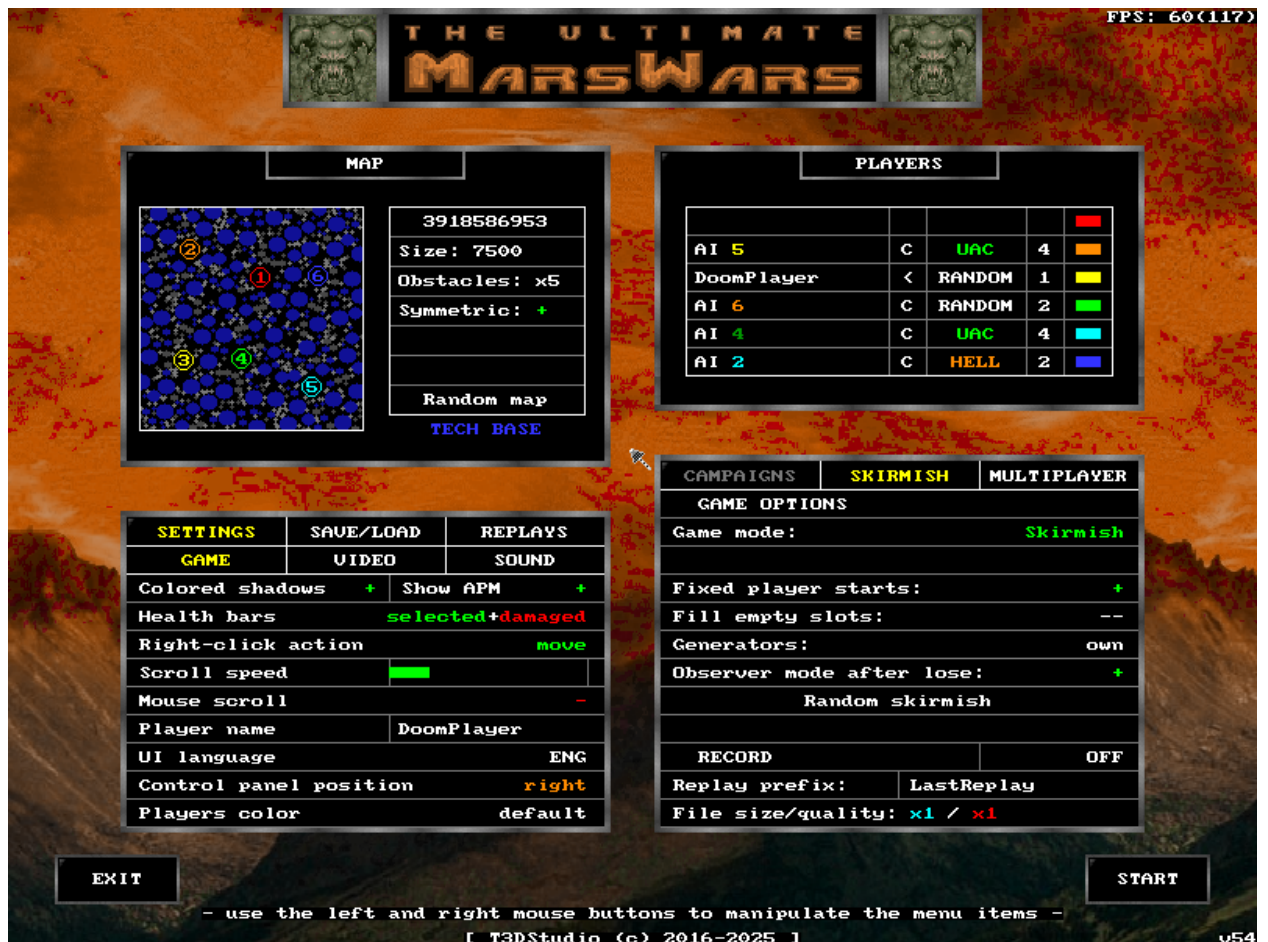 FPS: 60(117)
THE ULTIMATE
MARSWARS
MAP
2
1
6
3
4
5
3918586953
Size: 7500
Obstacles: x5
Symmetric: +
Random map
TECH BASE
PLAYERS
AI 5 C UAC 4
DoomPlayer < RANDOM 1
AI 6 C RANDOM 2
AI 4 C UAC 4
AI 2 C HELL 2
SETTINGS SAVE/LOAD REPLAYS
GAME VIDEO SOUND
Colored shadows + Show APM +
Health bars selected+damaged
Right-click action move
Scroll speed
Mouse scroll -
Player name DoomPlayer
UI language ENG
Control panel position right
Players color default
CAMPAIGNS SKIRMISH MULTIPLAYER
GAME OPTIONS
Game mode: Skirmish
Fixed player starts: +
Fill empty slots: --
Generators: own
Observer mode after lose: +
Random skirmish
RECORD OFF
Replay prefix: LastReplay
File size/quality: x1 / x1
EXIT
START
- use the left and right mouse buttons to manipulate the menu items -
[ T3DStudio (c) 2016-2025 ]
v54